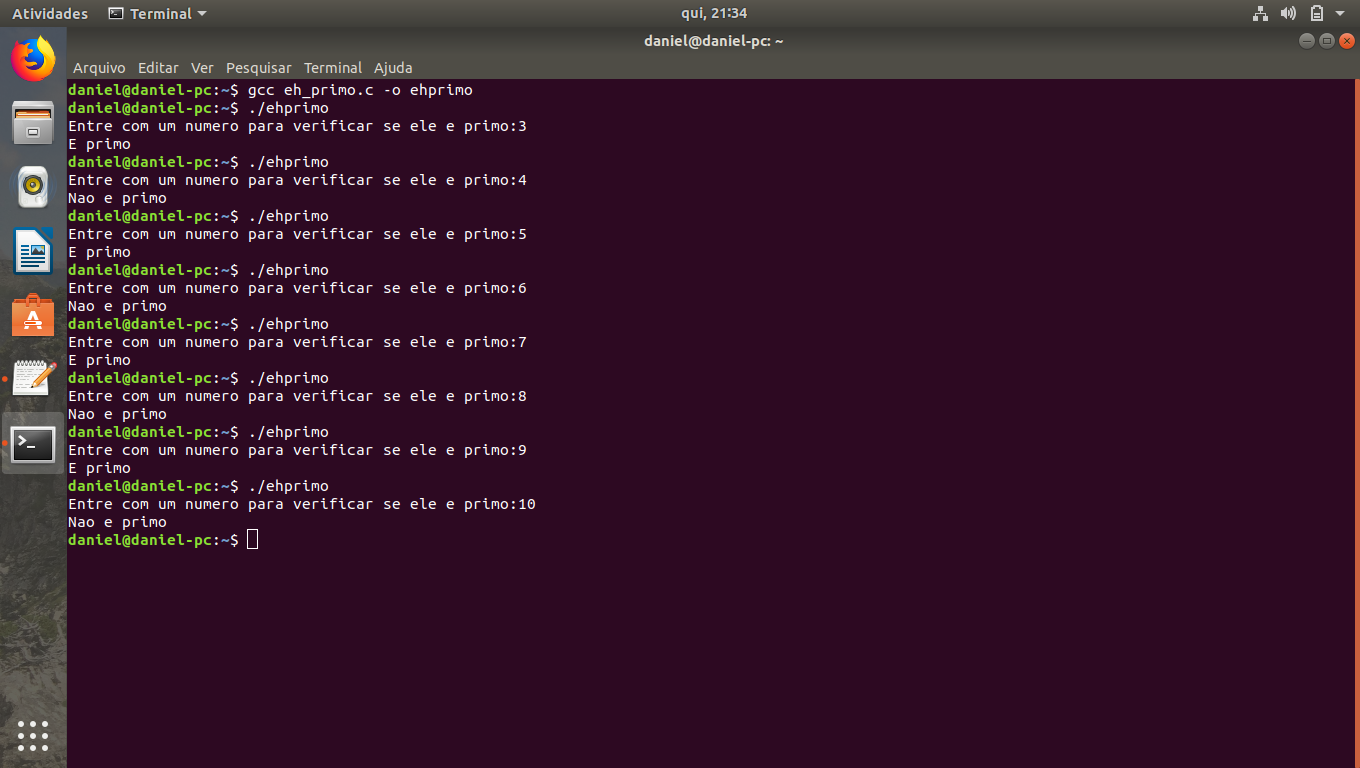 Atividades Terminal qui, 21:34
daniel@daniel-pc: ~
Arquivo Editar Ver Pesquisar Terminal Ajuda
daniel@daniel-pc:~$ gcc eh_primo.c -o ehprimo
daniel@daniel-pc:~$ ./ehprimo
Entre com um numero para verificar se ele e primo:3
E primo
daniel@daniel-pc:~$ ./ehprimo
Entre com um numero para verificar se ele e primo:4
Nao e primo
daniel@daniel-pc:~$ ./ehprimo
Entre com um numero para verificar se ele e primo:5
E primo
daniel@daniel-pc:~$ ./ehprimo
Entre com um numero para verificar se ele e primo:6
Nao e primo
daniel@daniel-pc:~$ ./ehprimo
Entre com um numero para verificar se ele e primo:7
E primo
daniel@daniel-pc:~$ ./ehprimo
Entre com um numero para verificar se ele e primo:8
Nao e primo
daniel@daniel-pc:~$ ./ehprimo
Entre com um numero para verificar se ele e primo:9
E primo
daniel@daniel-pc:~$ ./ehprimo
Entre com um numero para verificar se ele e primo:10
Nao e primo
daniel@daniel-pc:~$